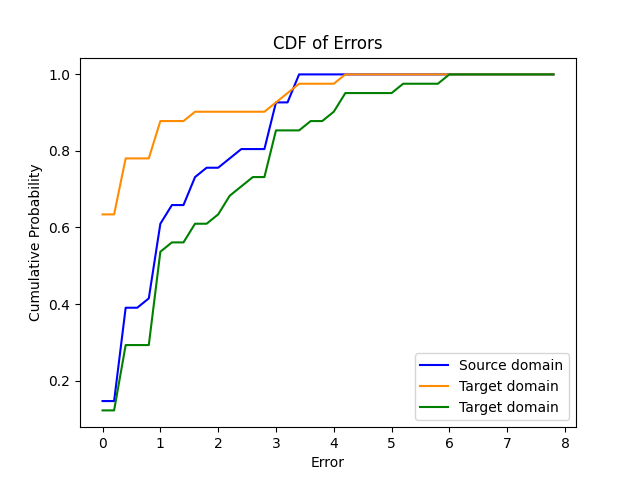 CDF of Errors
1.0
0.8
0.6
0.4
0.2
Cumulative Probability
Source domain
Target domain
Target domain
0 1 2 3 4 5 6 7 8
Error